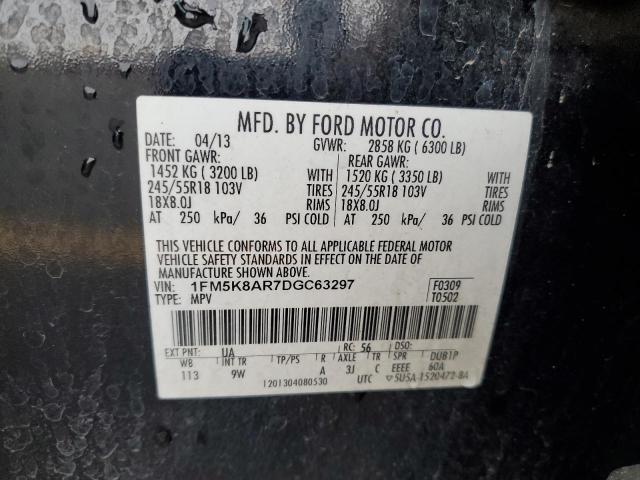 MFD. BY FORD MOTOR CO.
DATE: 04/13 GVWR: 2858 KG ( 6300 LB)
FRONT GAWR: REAR GAWR:
1452 KG ( 3200 LB) WITH 1520 KG ( 3350 LB) WITH
245/55R18 103V TIRES 245/55R18 103V TIRES
18X8.0J RIMS 18X8.0J RIMS
AT 250 kPa/ 36 PSI COLD AT 250 kPa/ 36 PSI COLD
THIS VEHICLE CONFORMS TO ALL APPLICABLE FEDERAL MOTOR
VEHICLE SAFETY STANDARDS IN EFFECT ON THE DATE OF
MANUFACTURE SHOWN ABOVE.
VIN: 1FM5K8AR7DGC63297 F0309
TYPE: MPV T0502
EXT PNT: UA RC: 56 DSO:
WB INT TR TP/PS R AXLE TR SPR DUB1P
113 9W A 3J C EEEE 60A
I201304080530 UTC ▽5U5A-1520472-BA